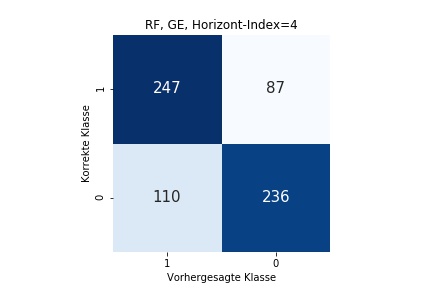 RF, GE, Horizont-Index=4
Korrekte Klasse
1
247
87
0
110
236
1
0
Vorhergesagte Klasse